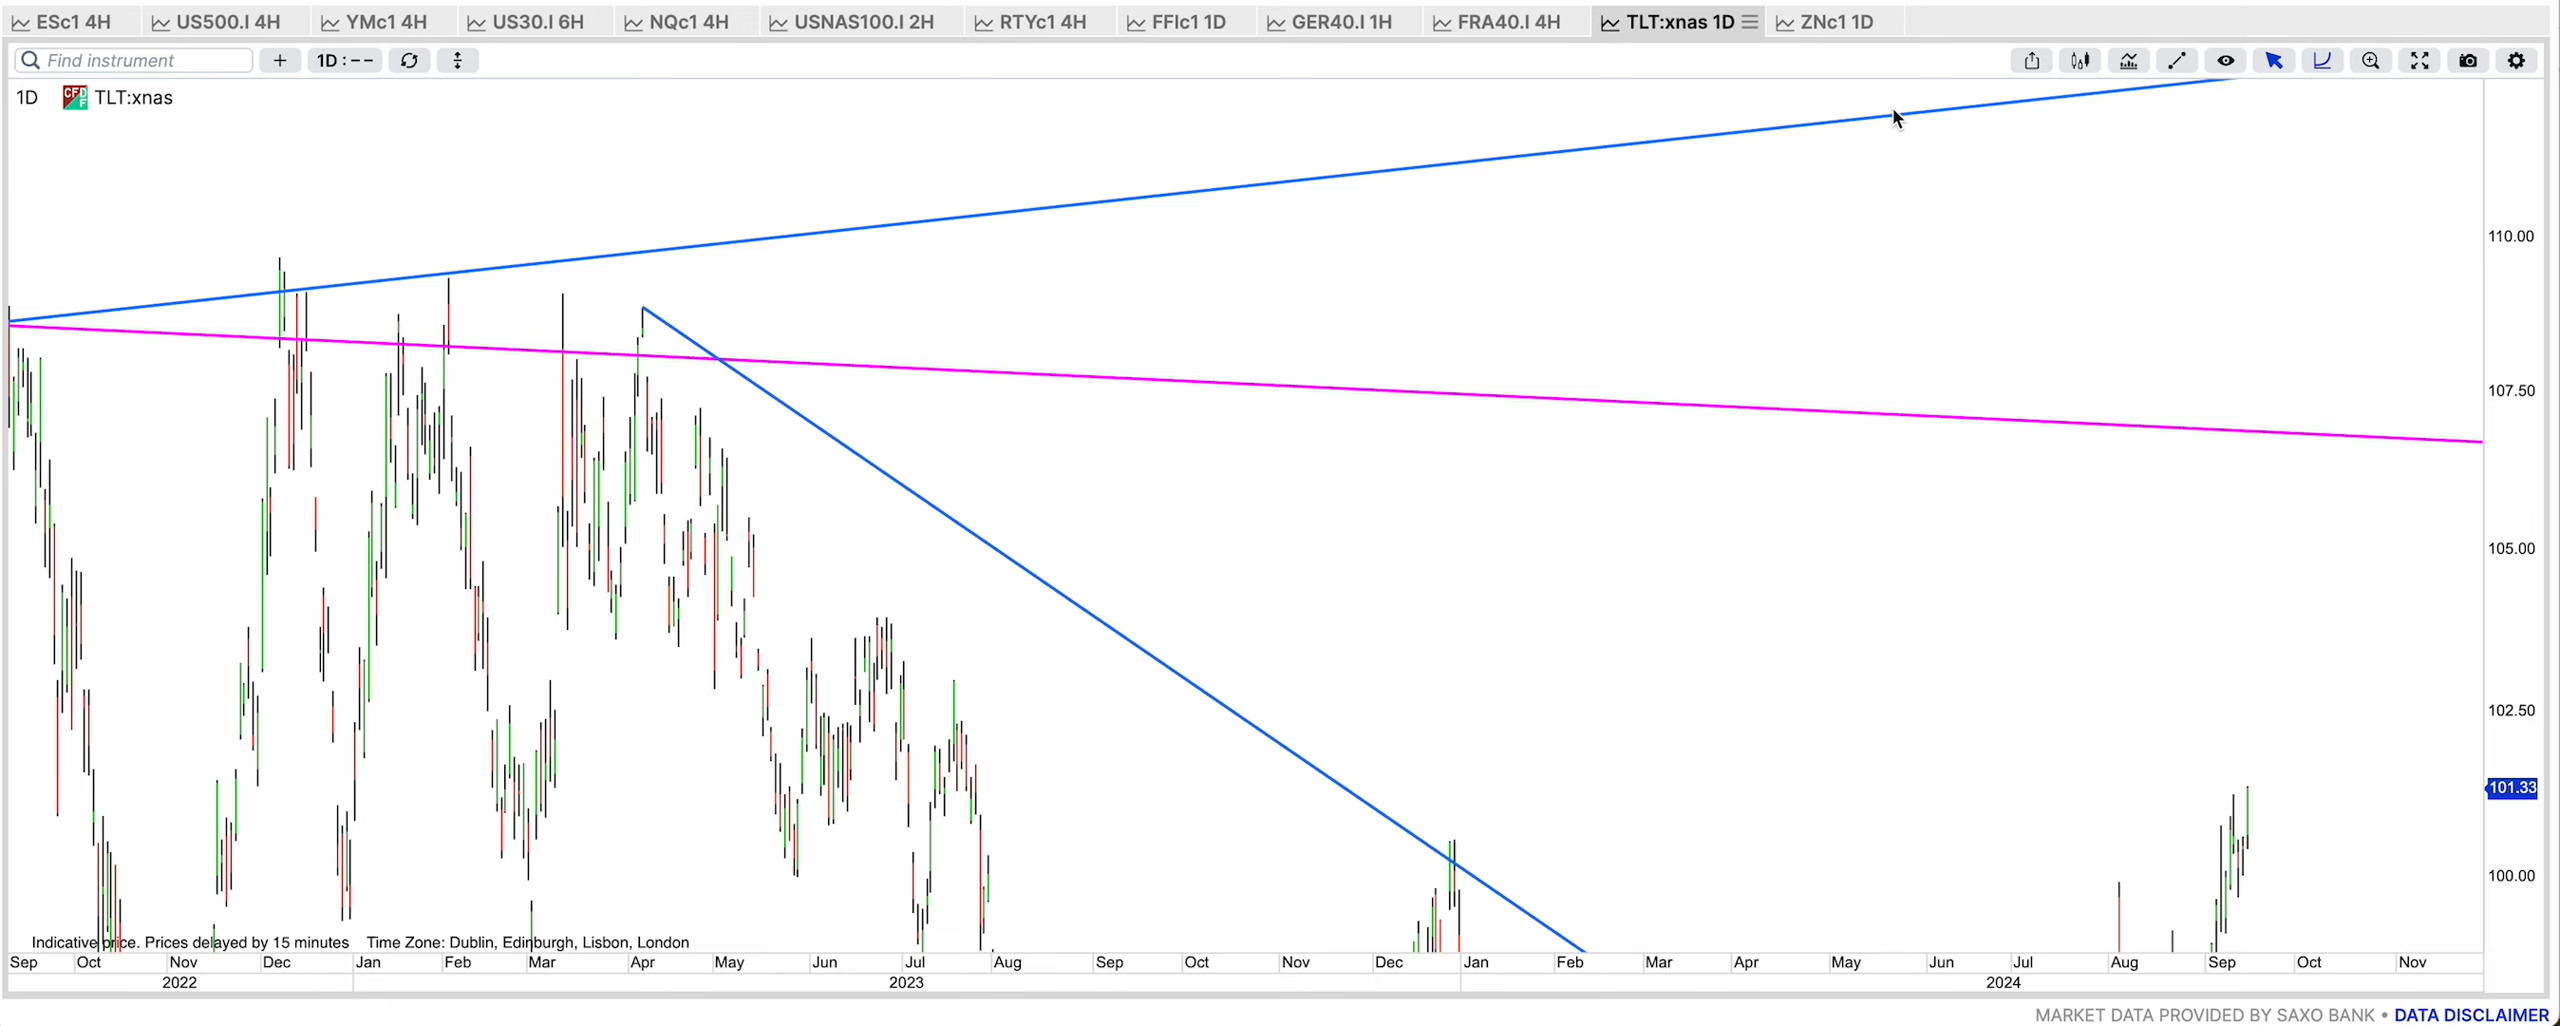 ESc1 4H US500.I 4H YMc1 4H US30.I 6H NQc1 4H USNAS100.I 2H RTYc1 4H FFIc1 1D GER40.I 1H FRA40.I 4H TLT:xnas 1D ZNc1 1D
Find instrument + 1D : --
1D CFD F TLT:xnas
110.00
107.50
105.00
102.50
101.33
100.00
Indicative price. Prices delayed by 15 minutes Time Zone: Dublin, Edinburgh, Lisbon, London
Sep Oct Nov Dec Jan Feb Mar Apr May Jun Jul Aug Sep Oct Nov Dec Jan Feb Mar Apr May Jun Jul Aug Sep Oct Nov
2022 2023 2024
MARKET DATA PROVIDED BY SAXO BANK • DATA DISCLAIMER